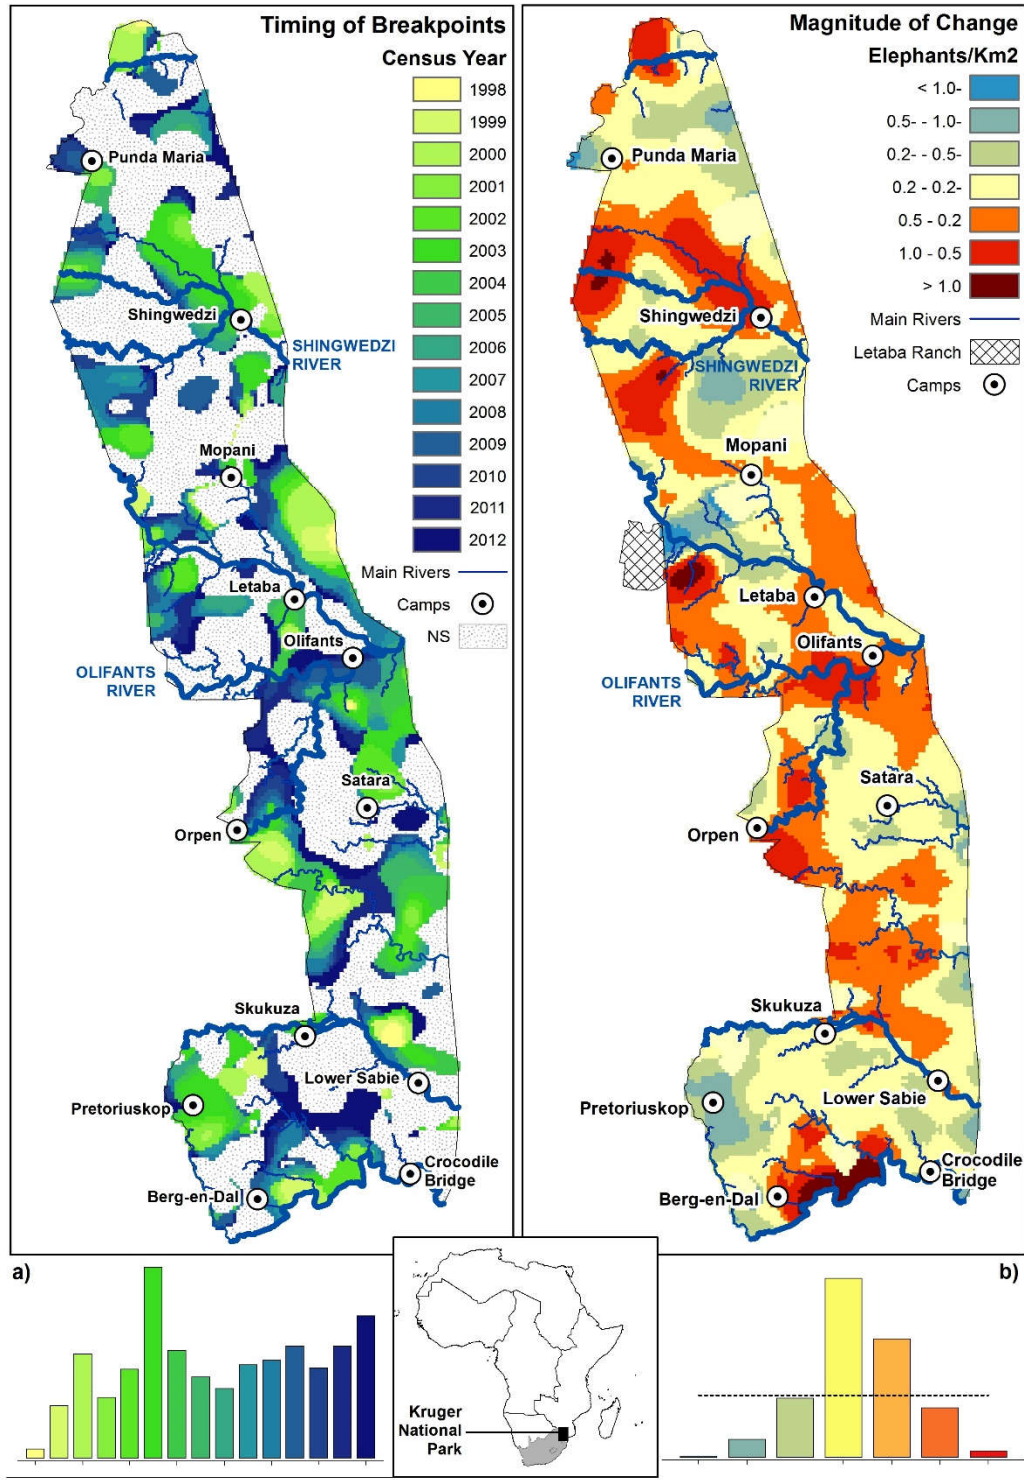 Timing of Breakpoints
Census Year
1998
1999
2000
2001
2002
2003
2004
2005
2006
2007
2008
2009
2010
2011
2012
Main Rivers
Camps
NS
Punda Maria
Shingwedzi
SHINGWEDZI
RIVER
Mopani
Letaba
Olifants
OLIFANTS
RIVER
Satara
Orpen
Skukuza
Lower Sabie
Pretoriuskop
Crocodile
Bridge
Berg-en-Dal
Magnitude of Change
Elephants/Km2
< 1.0-
0.5- - 1.0-
0.2- - 0.5-
0.2 - 0.2-
0.5 - 0.2
1.0 - 0.5
> 1.0
Main Rivers
Letaba Ranch
Camps
Punda Maria
Shingwedzi
SHINGWEDZI
RIVER
Mopani
Letaba
Olifants
OLIFANTS
RIVER
Satara
Orpen
Skukuza
Lower Sabie
Pretoriuskop
Crocodile
Bridge
Berg-en-Dal
a)
Kruger
National
Park
b)